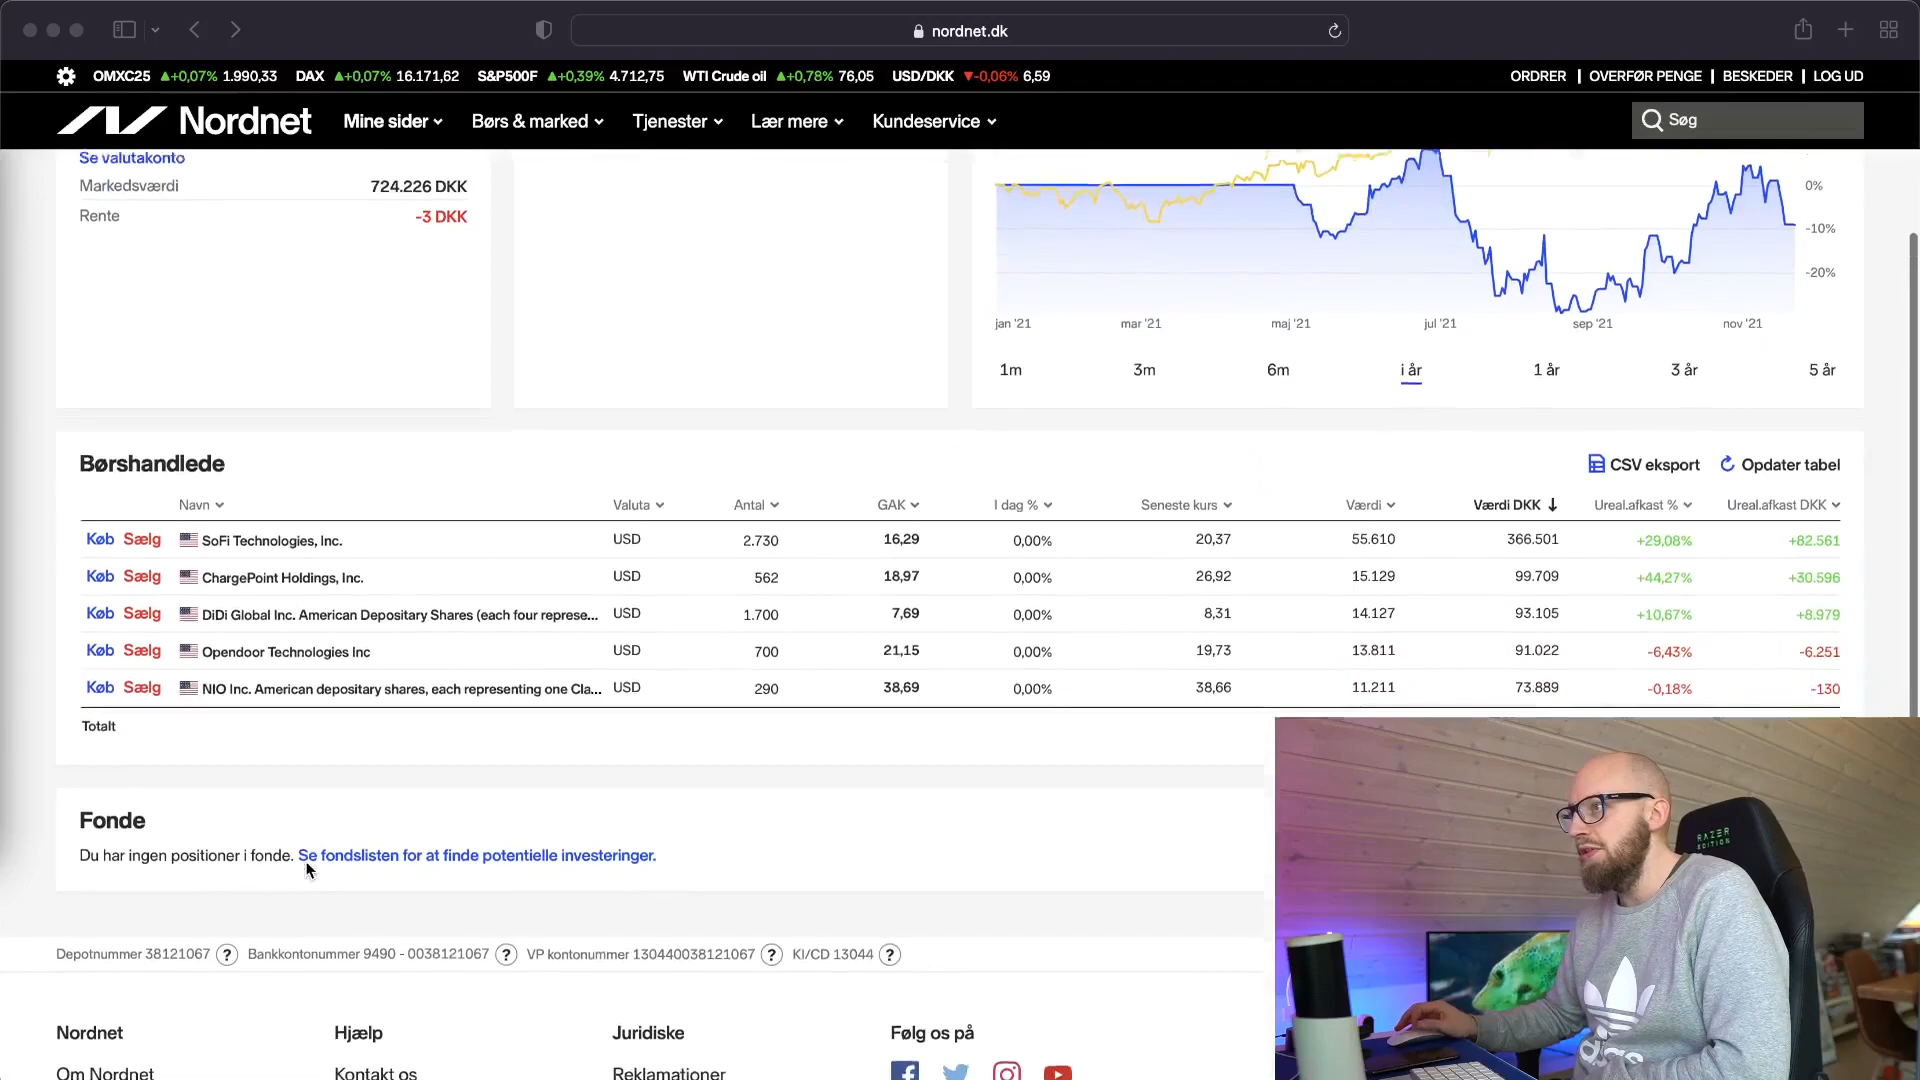 nordnet.dk
OMXC25 ▲+0,07% 1.990,33 DAX ▲+0,07% 16.171,62 S&P500F ▲+0,39% 4.712,75 WTI Crude oil ▲+0,78% 76,05 USD/DKK ▼-0,06% 6,59 ORDRER | OVERFØR PENGE | BESKEDER | LOG UD
Nordnet Mine sider Børs & marked Tjenester Lær mere Kundeservice Søg
Se valutakonto
Markedsværdi 724.226 DKK
Rente -3 DKK
0%
-10%
-20%
jan '21 mar '21 maj '21 jul '21 sep '21 nov '21
1m 3m 6m i år 1 år 3 år 5 år
Børshandlede CSV eksport Opdater tabel
Navn Valuta Antal GAK I dag % Seneste kurs Værdi Værdi DKK Ureal.afkast % Ureal.afkast DKK
Køb Sælg SoFi Technologies, Inc. USD 2.730 16,29 0,00% 20,37 55.610 366.501 +29,08% +82.561
Køb Sælg ChargePoint Holdings, Inc. USD 562 18,97 0,00% 26,92 15.129 99.709 +44,27% +30.596
Køb Sælg DiDi Global Inc. American Depositary Shares (each four represe... USD 1.700 7,69 0,00% 8,31 14.127 93.105 +10,67% +8.979
Køb Sælg Opendoor Technologies Inc USD 700 21,15 0,00% 19,73 13.811 91.022 -6,43% -6.251
Køb Sælg NIO Inc. American depositary shares, each representing one Cla... USD 290 38,69 0,00% 38,66 11.211 73.889 -0,18% -130
Totalt
Fonde
Du har ingen positioner i fonde. Se fondslisten for at finde potentielle investeringer.
Depotnummer 38121067 ? Bankkontonummer 9490 - 0038121067 ? VP kontonummer 130440038121067 ? KI/CD 13044 ?
Nordnet Hjælp Juridiske Følg os på
Om Nordnet Kontakt os Reklamationer
RAZER
EDITION
adidas